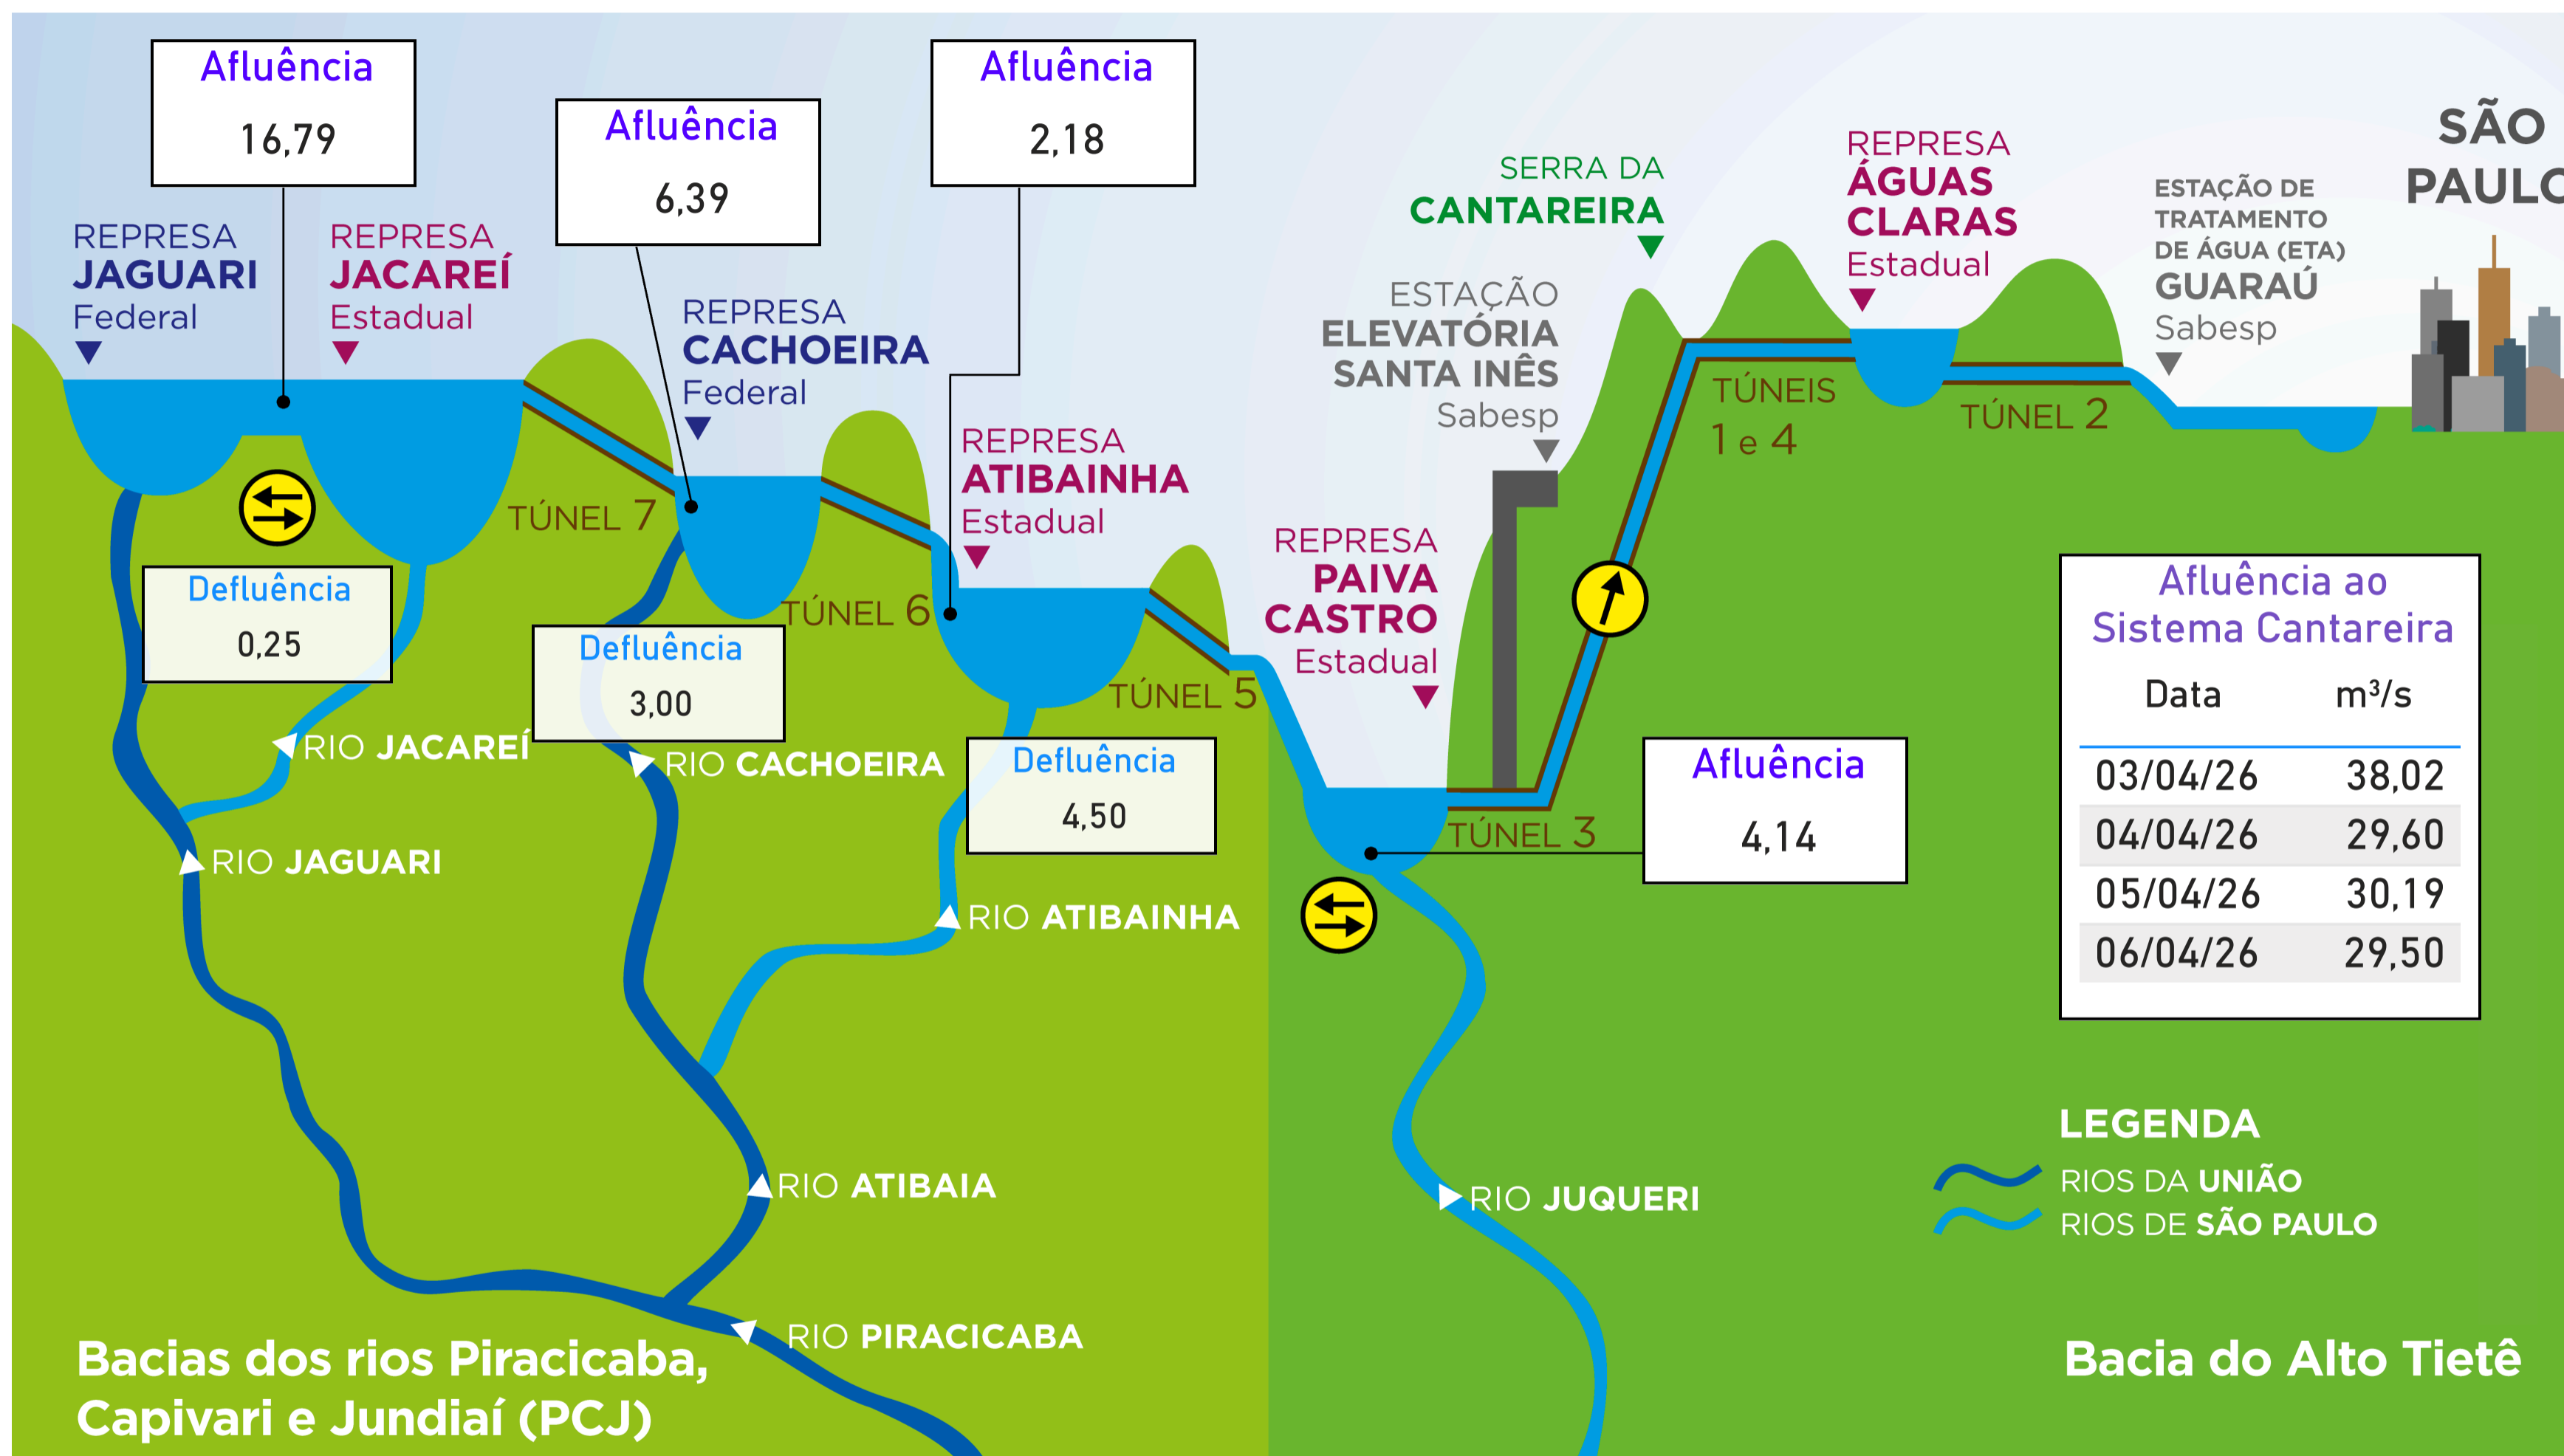 Afluência
16,79
Afluência
6,39
Afluência
2,18
REPRESA
JAGUARI
Federal
REPRESA
JACAREÍ
Estadual
REPRESA
CACHOEIRA
Federal
REPRESA
ATIBAINHA
Estadual
SERRA DA
CANTAREIRA
ESTAÇÃO
ELEVATÓRIA
SANTA INÊS
Sabesp
REPRESA
ÁGUAS
CLARAS
Estadual
ESTAÇÃO DE
TRATAMENTO
DE ÁGUA (ETA)
GUARAÚ
Sabesp
SÃO
PAULO
TÚNEIS
1 e 4
TÚNEL 2
TÚNEL 7
TÚNEL 6
TÚNEL 5
REPRESA
PAIVA
CASTRO
Estadual
TÚNEL 3
Defluência
0,25
Defluência
3,00
Defluência
4,50
Afluência
4,14
Afluência ao
Sistema Cantareira
Data m³/s
03/04/26 38,02
04/04/26 29,60
05/04/26 30,19
06/04/26 29,50
RIO JACAREÍ
RIO CACHOEIRA
RIO JAGUARI
RIO ATIBAINHA
RIO ATIBAIA
RIO JUQUERI
RIO PIRACICABA
LEGENDA
RIOS DA UNIÃO
RIOS DE SÃO PAULO
Bacias dos rios Piracicaba,
Capivari e Jundiaí (PCJ)
Bacia do Alto Tietê